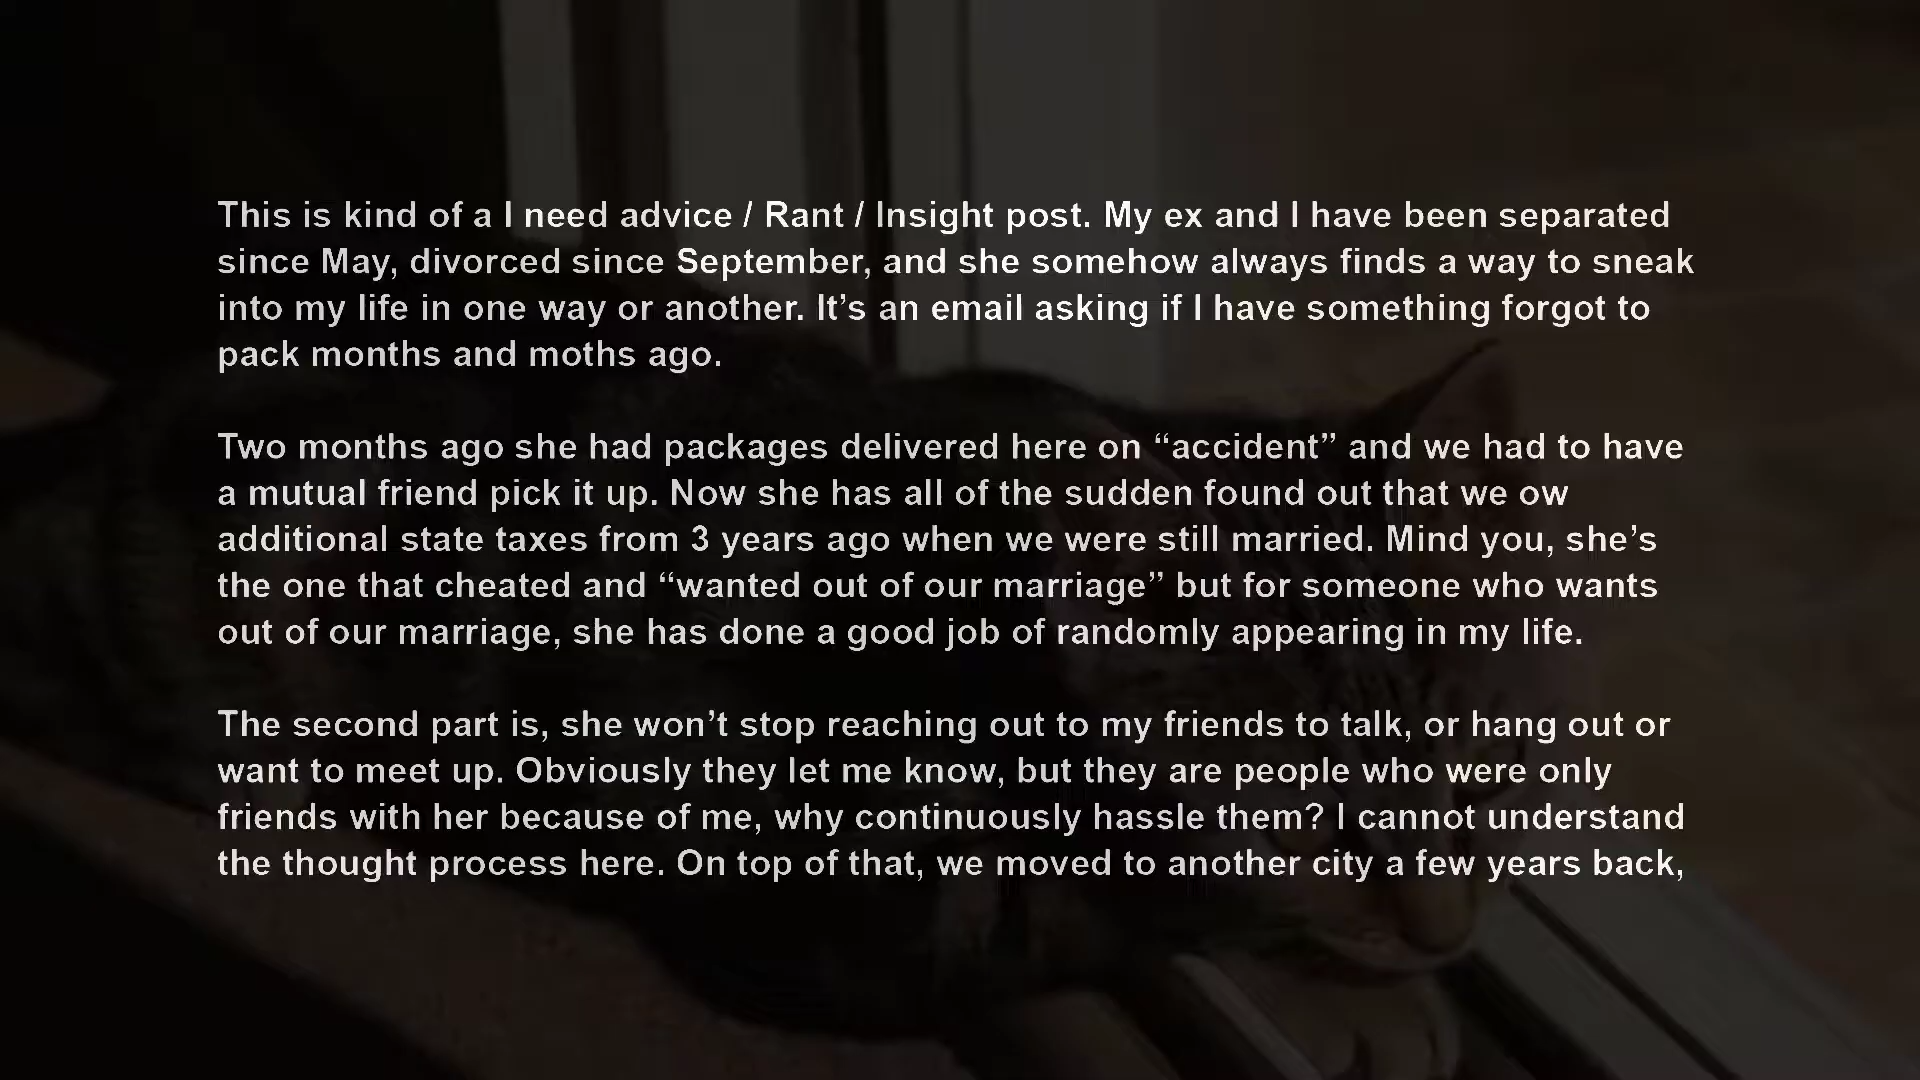 This is kind of a I need advice / Rant / Insight post. My ex and I have been separated
since May, divorced since September, and she somehow always finds a way to sneak
into my life in one way or another. It’s an email asking if I have something forgot to
pack months and moths ago.
Two months ago she had packages delivered here on “accident” and we had to have
a mutual friend pick it up. Now she has all of the sudden found out that we ow
additional state taxes from 3 years ago when we were still married. Mind you, she’s
the one that cheated and “wanted out of our marriage” but for someone who wants
out of our marriage, she has done a good job of randomly appearing in my life.
The second part is, she won’t stop reaching out to my friends to talk, or hang out or
want to meet up. Obviously they let me know, but they are people who were only
friends with her because of me, why continuously hassle them? I cannot understand
the thought process here. On top of that, we moved to another city a few years back,